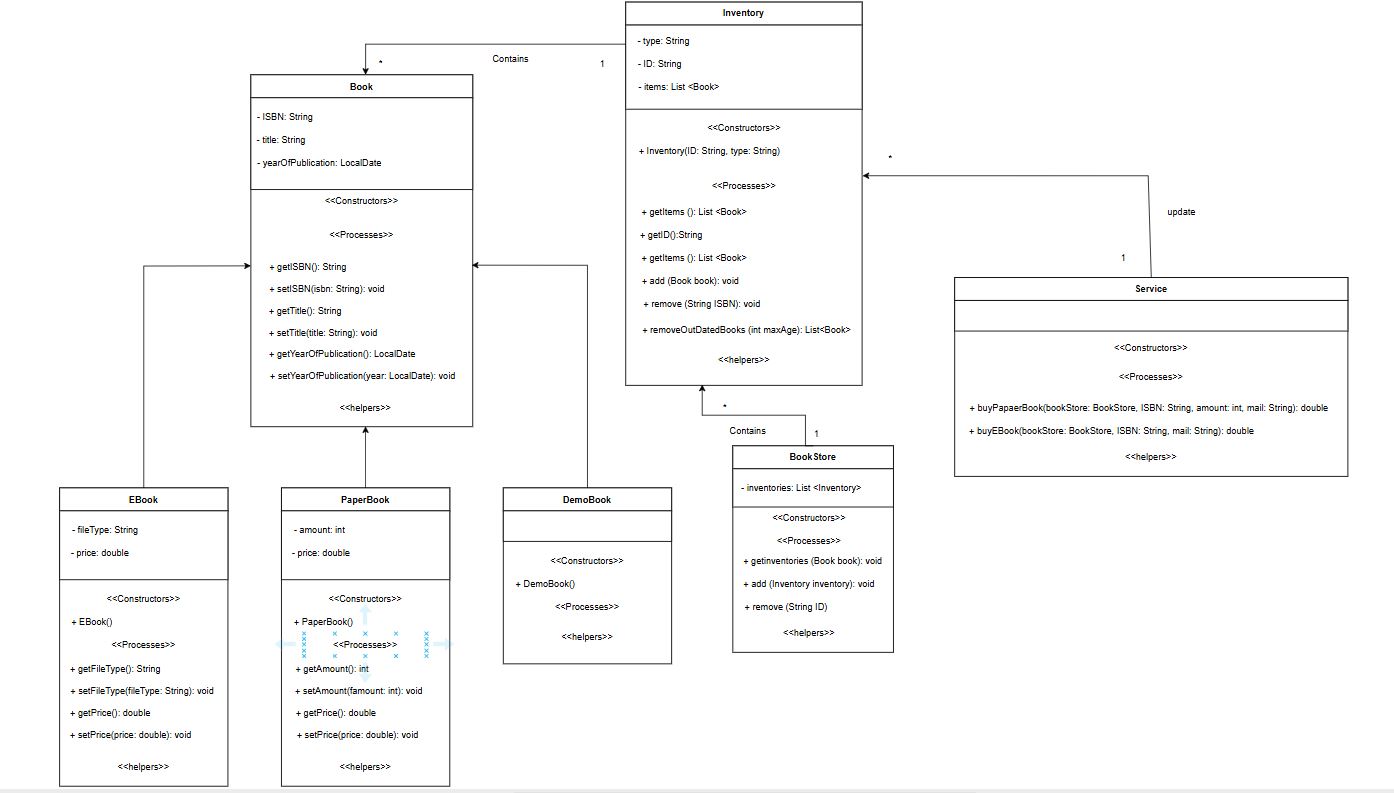 Inventory
- type: String
- ID: String
- items: List <Book>
<<Constructors>>
+ Inventory(ID: String, type: String)
<<Processes>>
+ getItems (): List <Book>
+ getID():String
+ getItems (): List <Book>
+ add (Book book): void
+ remove (String ISBN): void
+ removeOutDatedBooks (int maxAge): List<Book>
<<helpers>>
*
Contains
1
Book
- ISBN: String
- title: String
- yearOfPublication: LocalDate
<<Constructors>>
<<Processes>>
+ getISBN(): String
+ setISBN(isbn: String): void
+ getTitle(): String
+ setTitle(title: String): void
+ getYearOfPublication(): LocalDate
+ setYearOfPublication(year: LocalDate): void
<<helpers>>
*
update
1
Service
<<Constructors>>
<<Processes>>
+ buyPapaerBook(bookStore: BookStore, ISBN: String, amount: int, mail: String): double
+ buyEBook(bookStore: BookStore, ISBN: String, mail: String): double
<<helpers>>
*
Contains
1
BookStore
- inventories: List <Inventory>
<<Constructors>>
<<Processes>>
+ getinventories (Book book): void
+ add (Inventory inventory): void
+ remove (String ID)
<<helpers>>
EBook
- fileType: String
- price: double
<<Constructors>>
+ EBook()
<<Processes>>
+ getFileType(): String
+ setFileType(fileType: String): void
+ getPrice(): double
+ setPrice(price: double): void
<<helpers>>
PaperBook
- amount: int
- price: double
<<Constructors>>
+ PaperBook()
<<Processes>>
+ getAmount(): int
+ setAmount(famount: int): void
+ getPrice(): double
+ setPrice(price: double): void
<<helpers>>
DemoBook
<<Constructors>>
+ DemoBook()
<<Processes>>
<<helpers>>